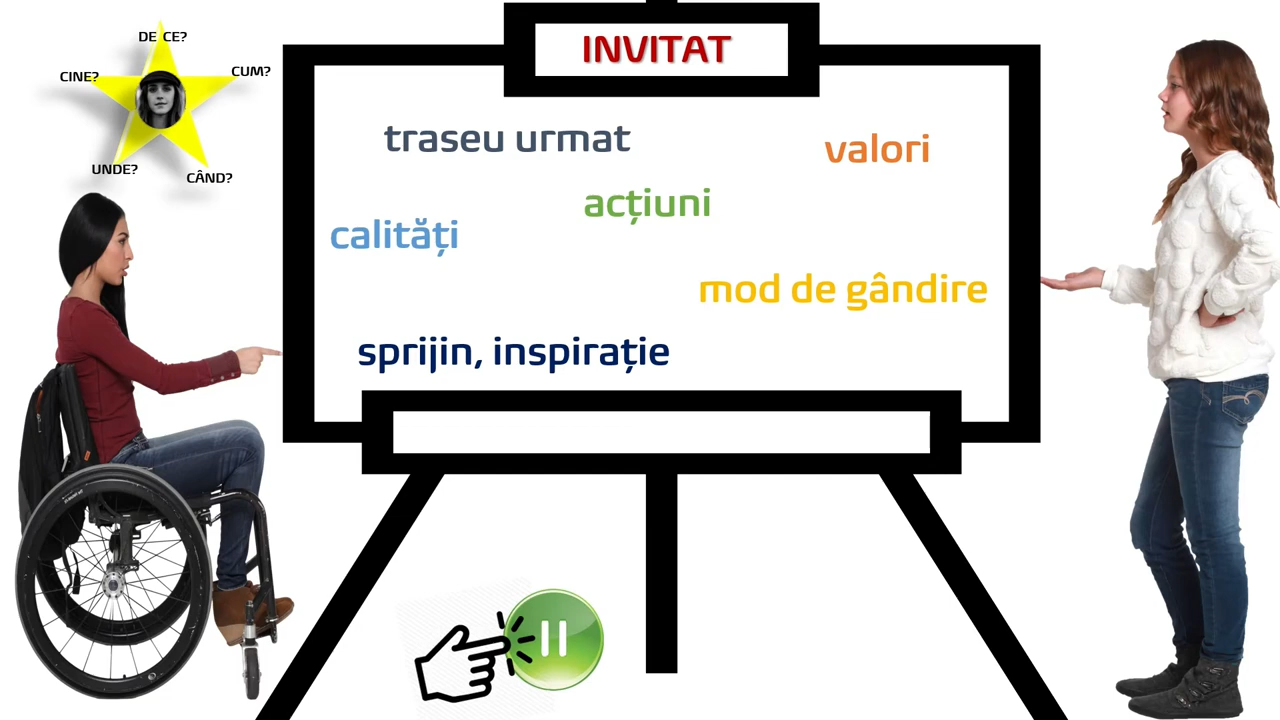 DE CE?
CINE?
CUM?
UNDE?
CÂND?
INVITAT
traseu urmat
valori
acțiuni
calități
mod de gândire
sprijin, inspirație